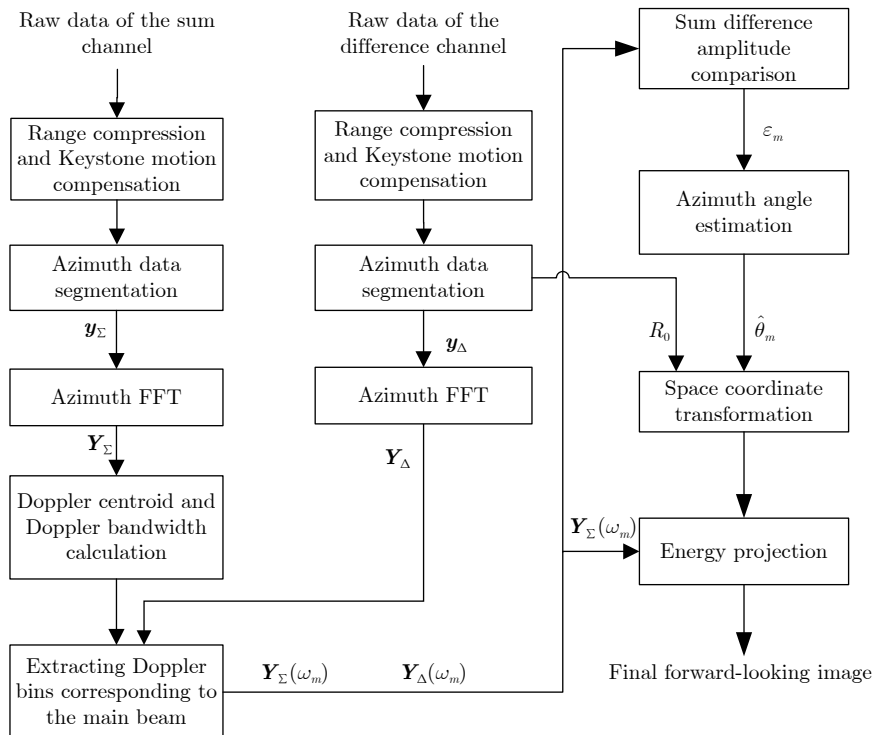 Raw data of the sum
channel
Range compression
and Keystone motion
compensation
Azimuth data
segmentation
y_Σ
Azimuth FFT
Y_Σ
Doppler centroid and
Doppler bandwidth
calculation
Extracting Doppler
bins corresponding to
the main beam
Raw data of the
difference channel
Range compression
and Keystone motion
compensation
Azimuth data
segmentation
y_Δ
Azimuth FFT
Y_Δ
Y_Σ(ω_m) Y_Δ(ω_m)
Sum difference
amplitude
comparison
ε_m
Azimuth angle
estimation
R_0 θ̂_m
Space coordinate
transformation
Y_Σ(ω_m)
Energy projection
Final forward-looking image